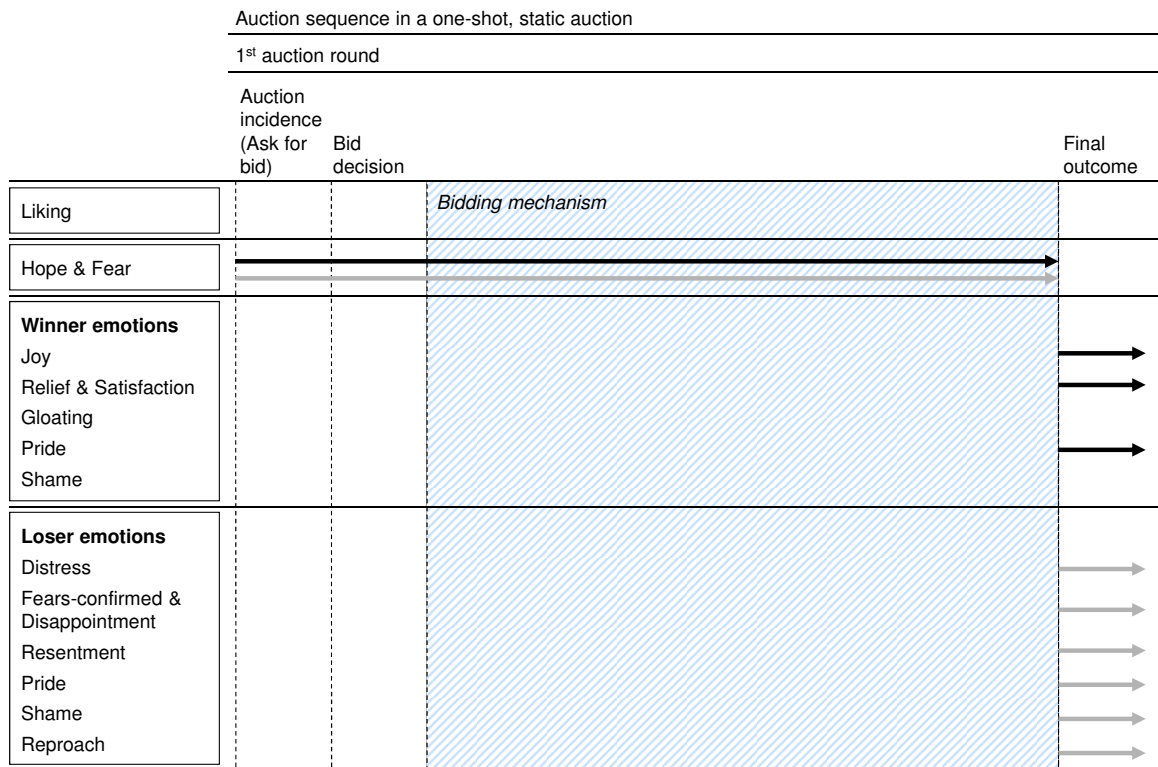 Auction sequence in a one-shot, static auction
1st auction round
Auction
incidence
(Ask for
bid)
Bid
decision
Final
outcome
Liking
Bidding mechanism
Hope & Fear
Winner emotions
Joy
Relief & Satisfaction
Gloating
Pride
Shame
Loser emotions
Distress
Fears-confirmed &
Disappointment
Resentment
Pride
Shame
Reproach